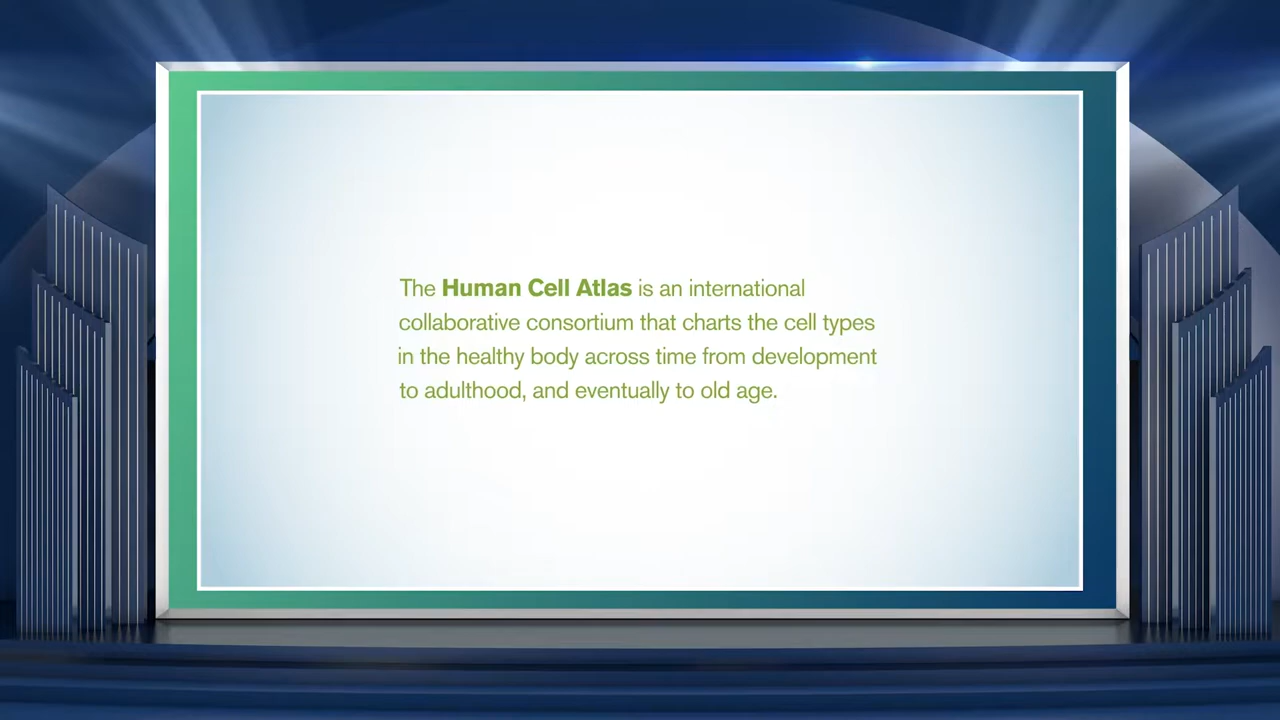 The Human Cell Atlas is an international
collaborative consortium that charts the cell types
in the healthy body across time from development
to adulthood, and eventually to old age.